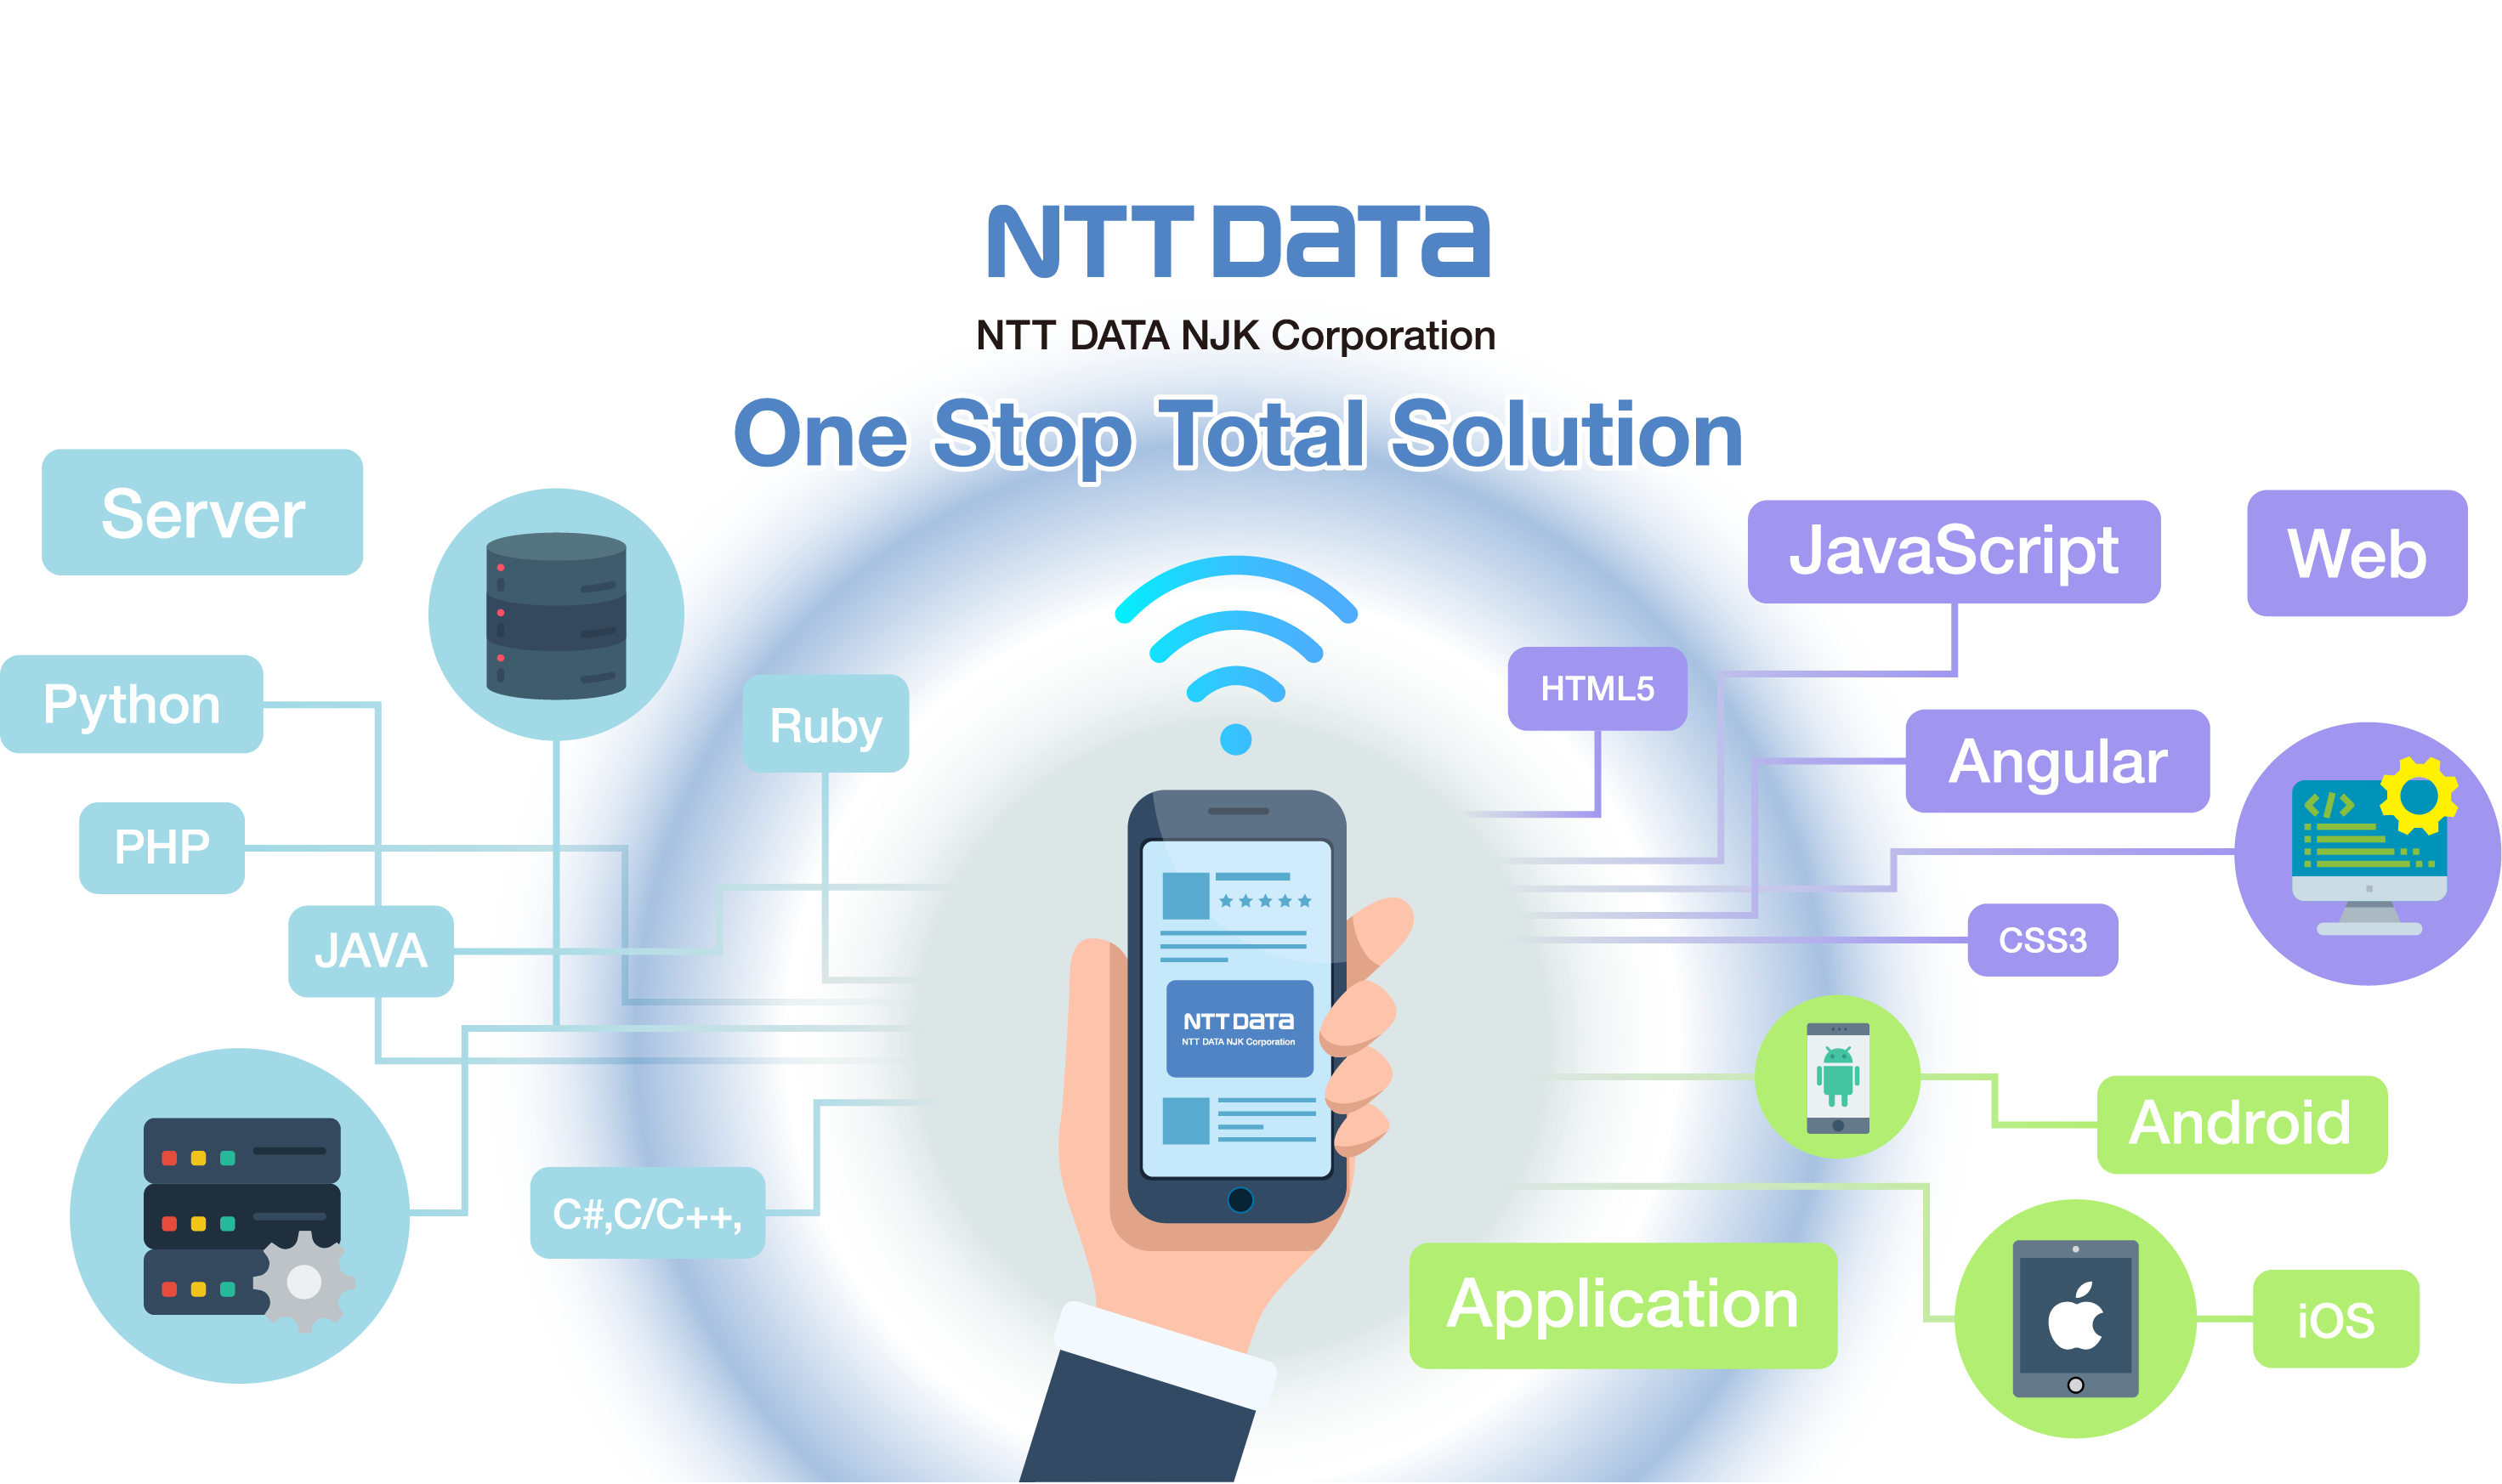 NTT DATA
NTT DATA NJK Corporation
One Stop Total Solution
Server
JavaScript
Web
Python
Ruby
HTML5
Angular
PHP
JAVA
CSS3
NTT DATA
NTT DATA NJK Corporation
Android
C#,C/C++,
Application
iOS